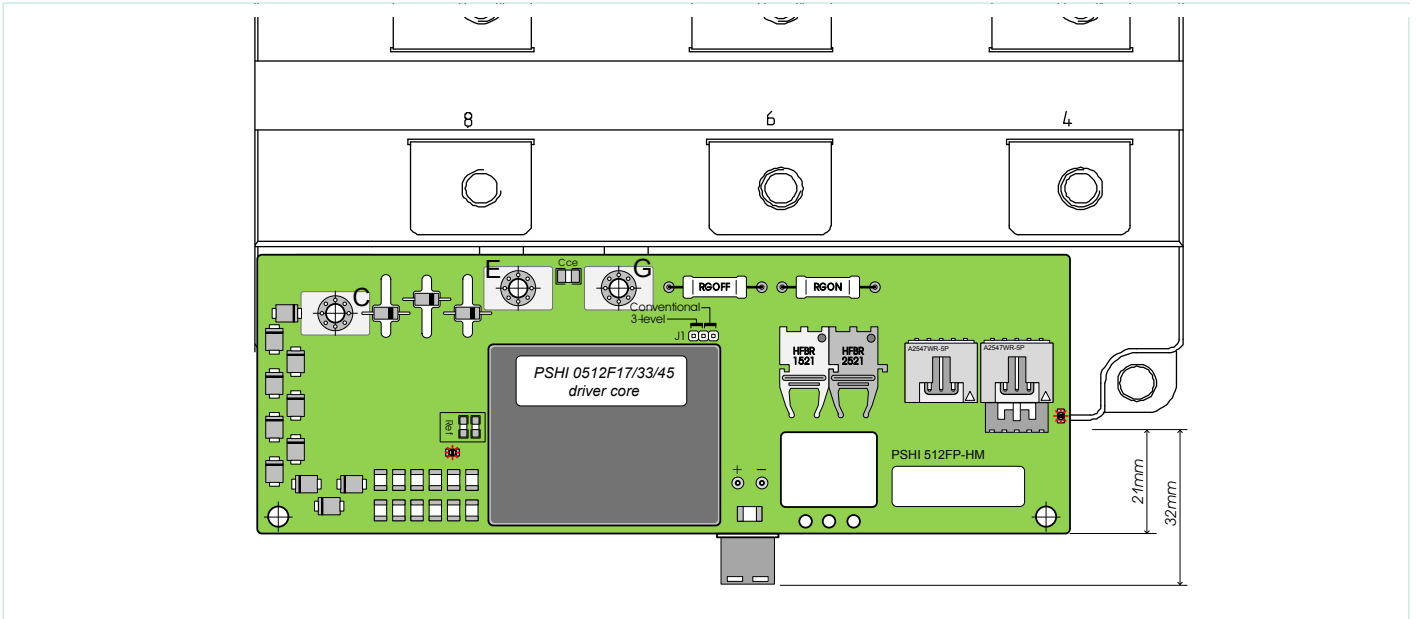 8
6
4
E
Cce
G
RGOFF
RGON
C
Conventional
3-level
J1
HFBR
1521
HFBR
2521
A2547WR-5P
A2547WR-5P
PSHI 0512F17/33/45
driver core
Ref
PSHI 512FP-HM
+
−
21mm
32mm